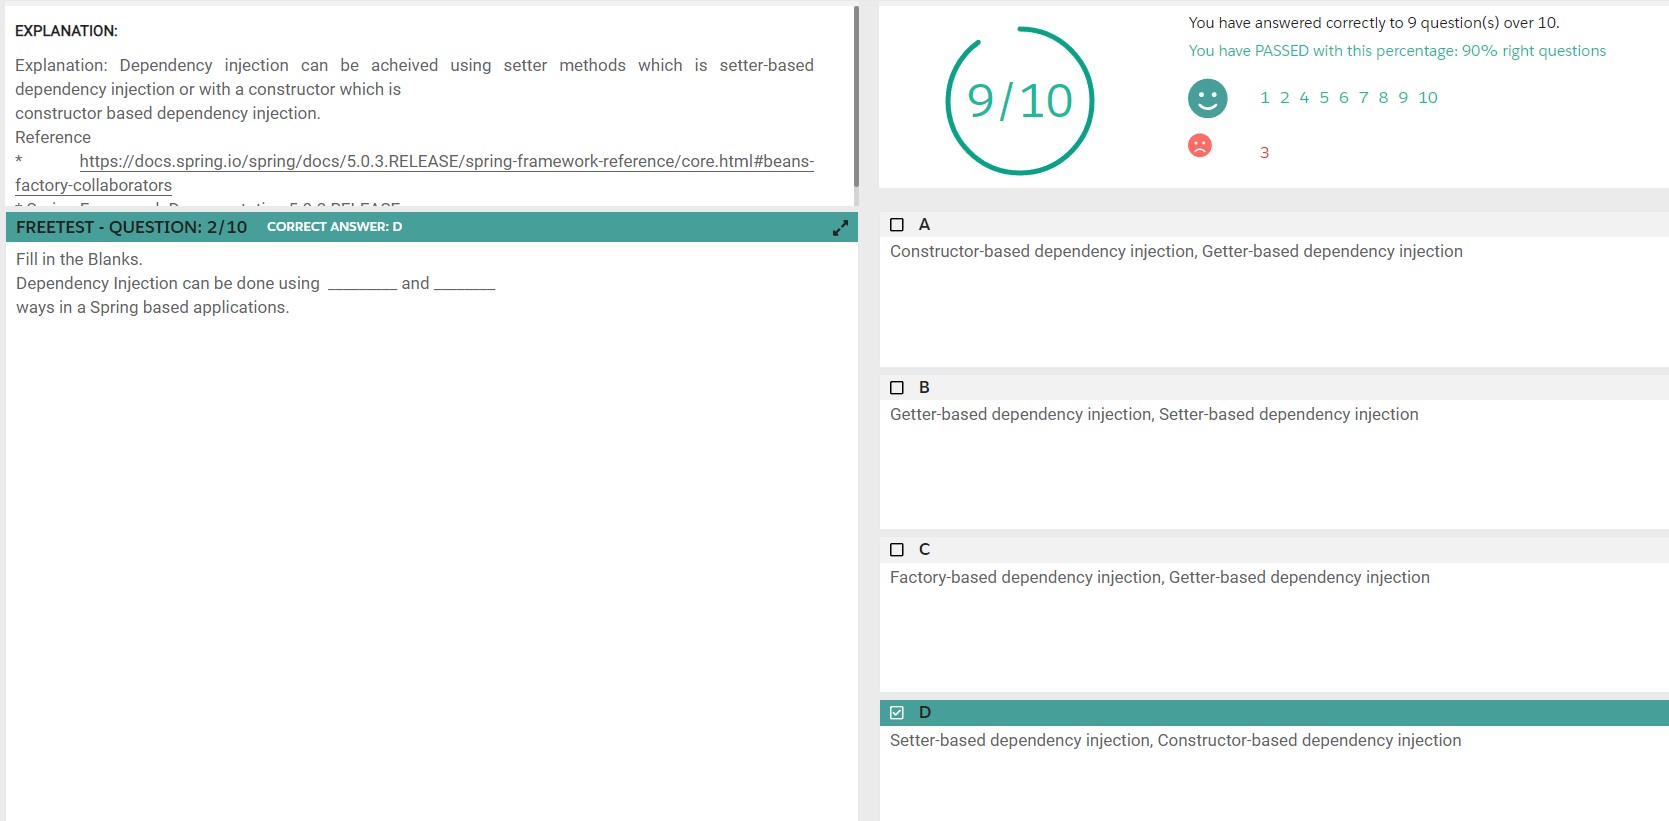 EXPLANATION:
Explanation: Dependency injection can be acheived using setter methods which is setter-based
dependency injection or with a constructor which is
constructor based dependency injection.
Reference
* https://docs.spring.io/spring/docs/5.0.3.RELEASE/spring-framework-reference/core.html#beans-
factory-collaborators
FREETEST - QUESTION: 2/10 CORRECT ANSWER: D
Fill in the Blanks.
Dependency Injection can be done using _________ and ________
ways in a Spring based applications.
9/10
You have answered correctly to 9 question(s) over 10.
You have PASSED with this percentage: 90% right questions
1 2 4 5 6 7 8 9 10
3
A
Constructor-based dependency injection, Getter-based dependency injection
B
Getter-based dependency injection, Setter-based dependency injection
C
Factory-based dependency injection, Getter-based dependency injection
D
Setter-based dependency injection, Constructor-based dependency injection